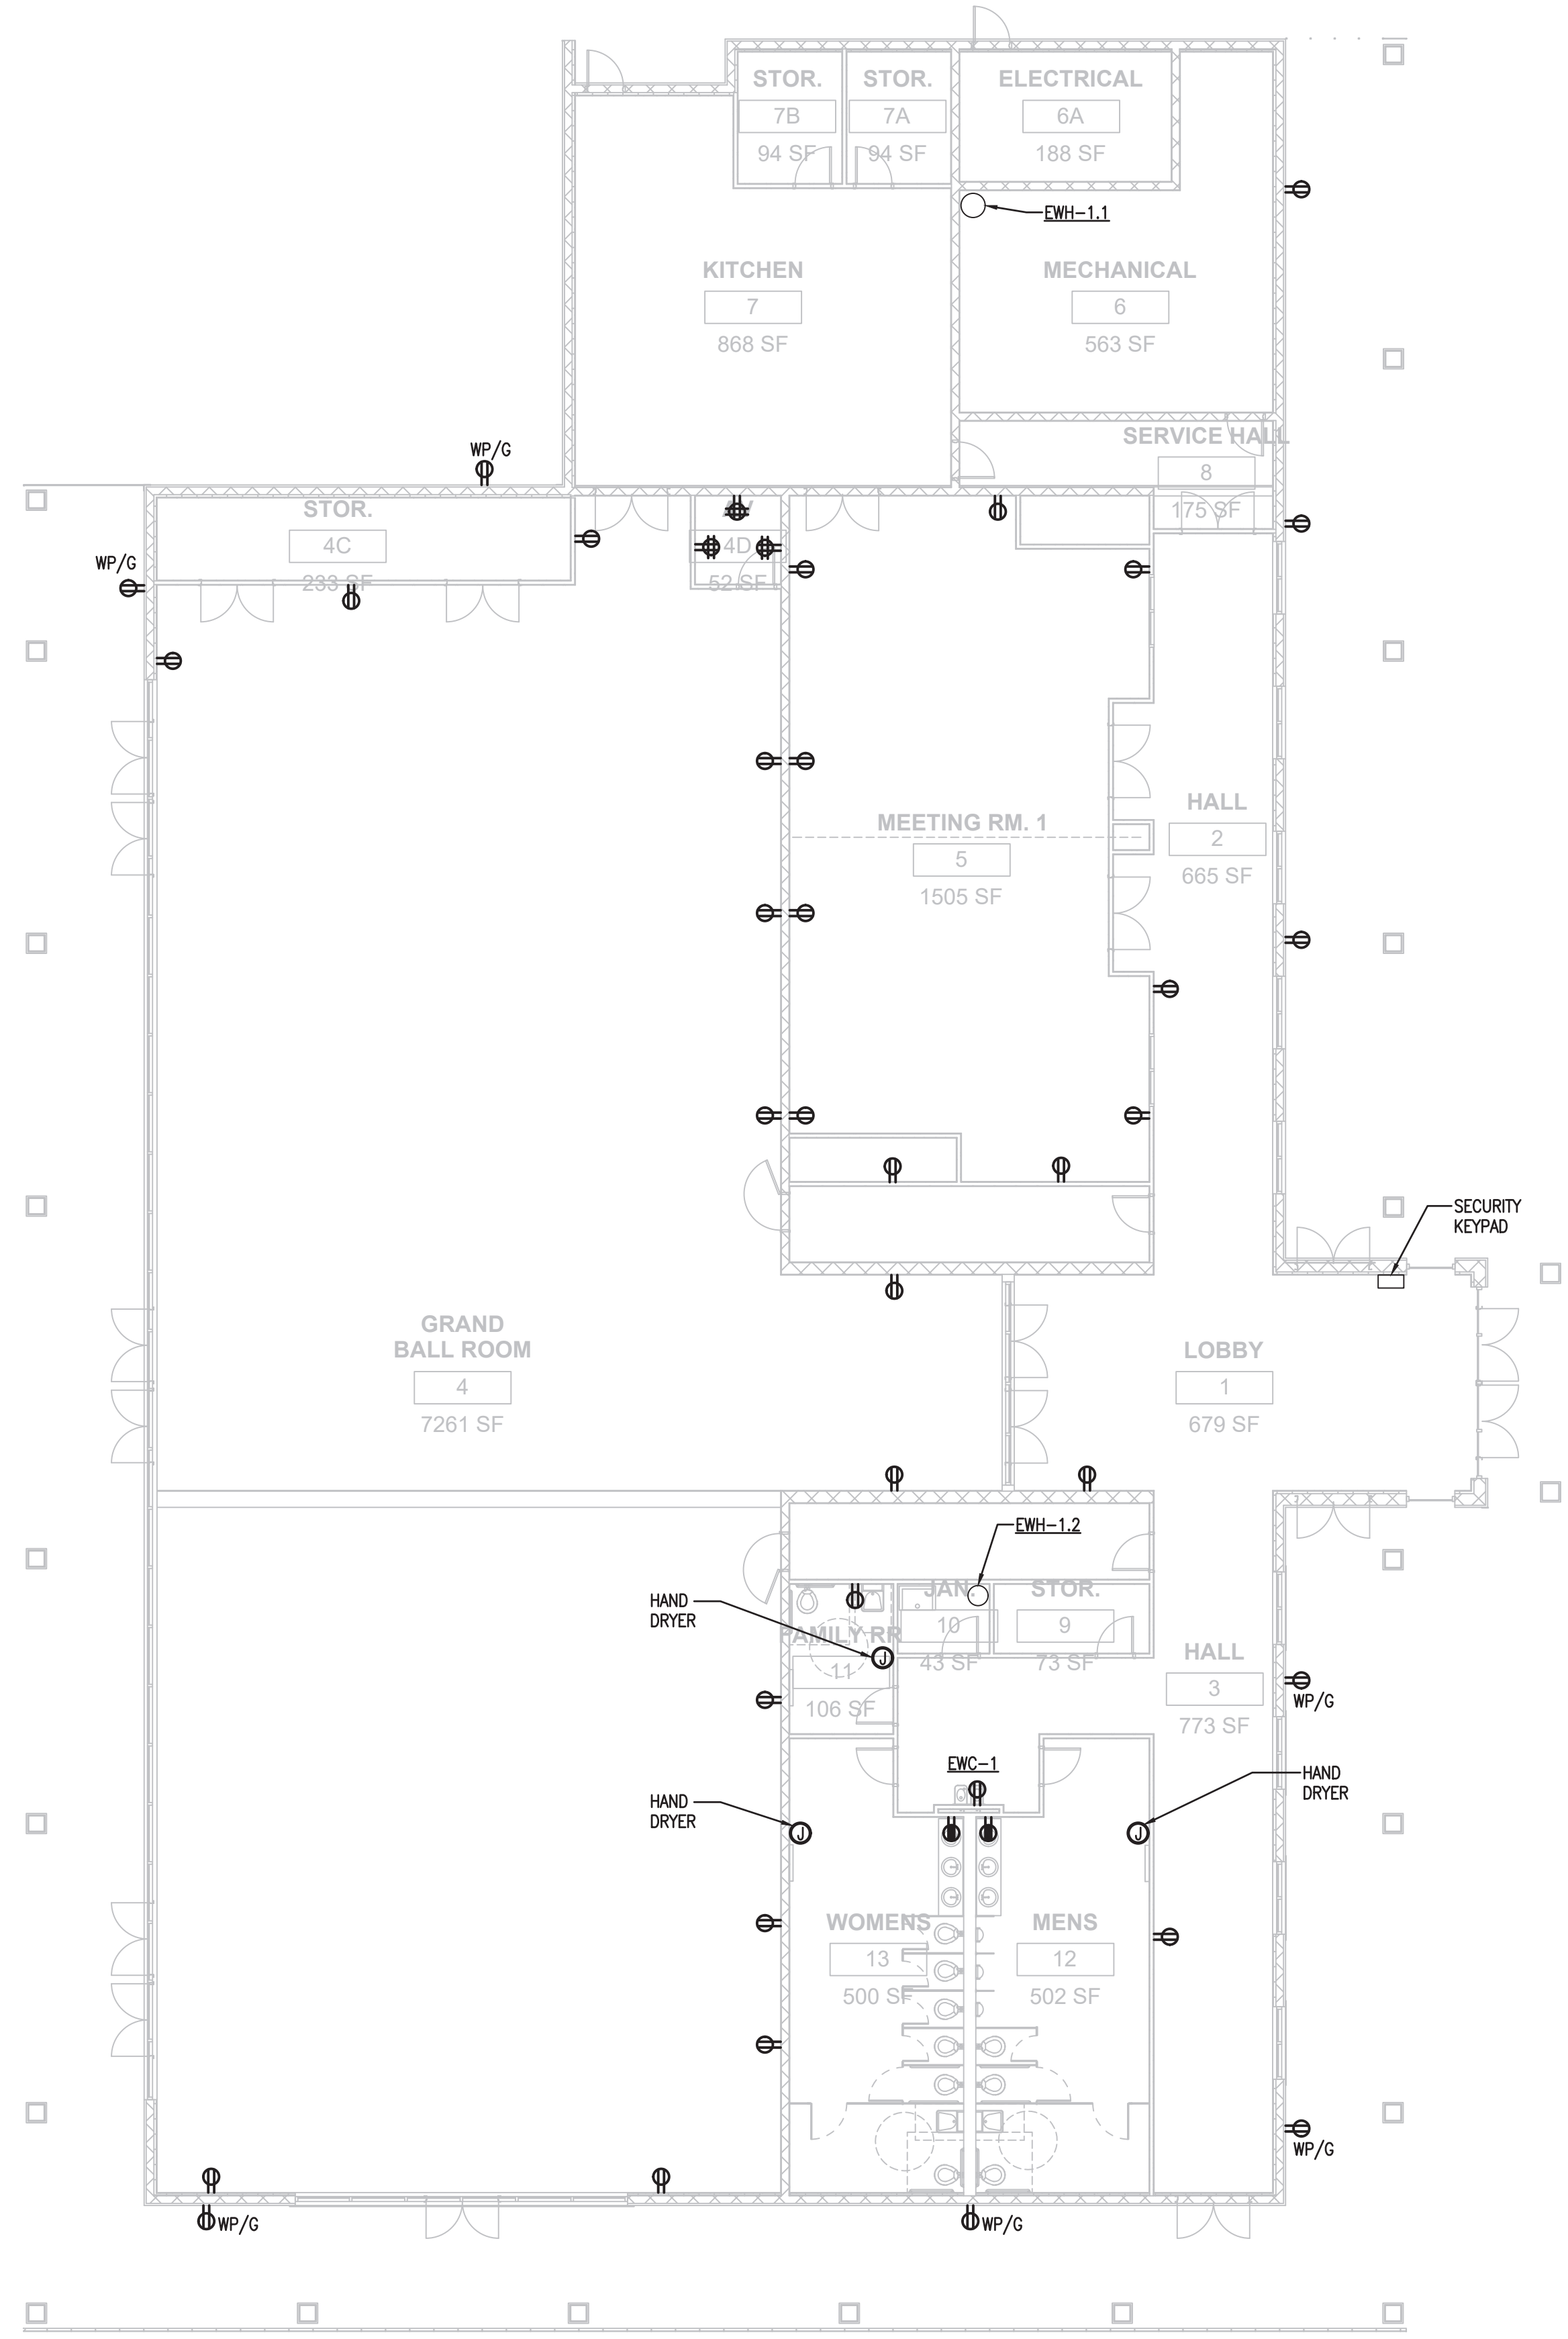 STOR.
7B
94 SF
STOR.
7A
94 SF
ELECTRICAL
6A
188 SF
EWH-1.1
KITCHEN
7
868 SF
MECHANICAL
6
563 SF
SERVICE HALL
8
175 SF
WP/G
WP/G
STOR.
4C
233 SF
4D
52 SF
MEETING RM. 1
5
1505 SF
HALL
2
665 SF
SECURITY
KEYPAD
GRAND
BALL ROOM
4
7261 SF
LOBBY
1
679 SF
EWH-1.2
HAND
DRYER
JAN.
10
43 SF
STOR.
9
73 SF
FAMILY RR
J
11
106 SF
HALL
3
773 SF
WP/G
EWC-1
HAND
DRYER
HAND
DRYER
J
J
WOMENS
13
500 SF
MENS
12
502 SF
WP/G
WP/G
WP/G